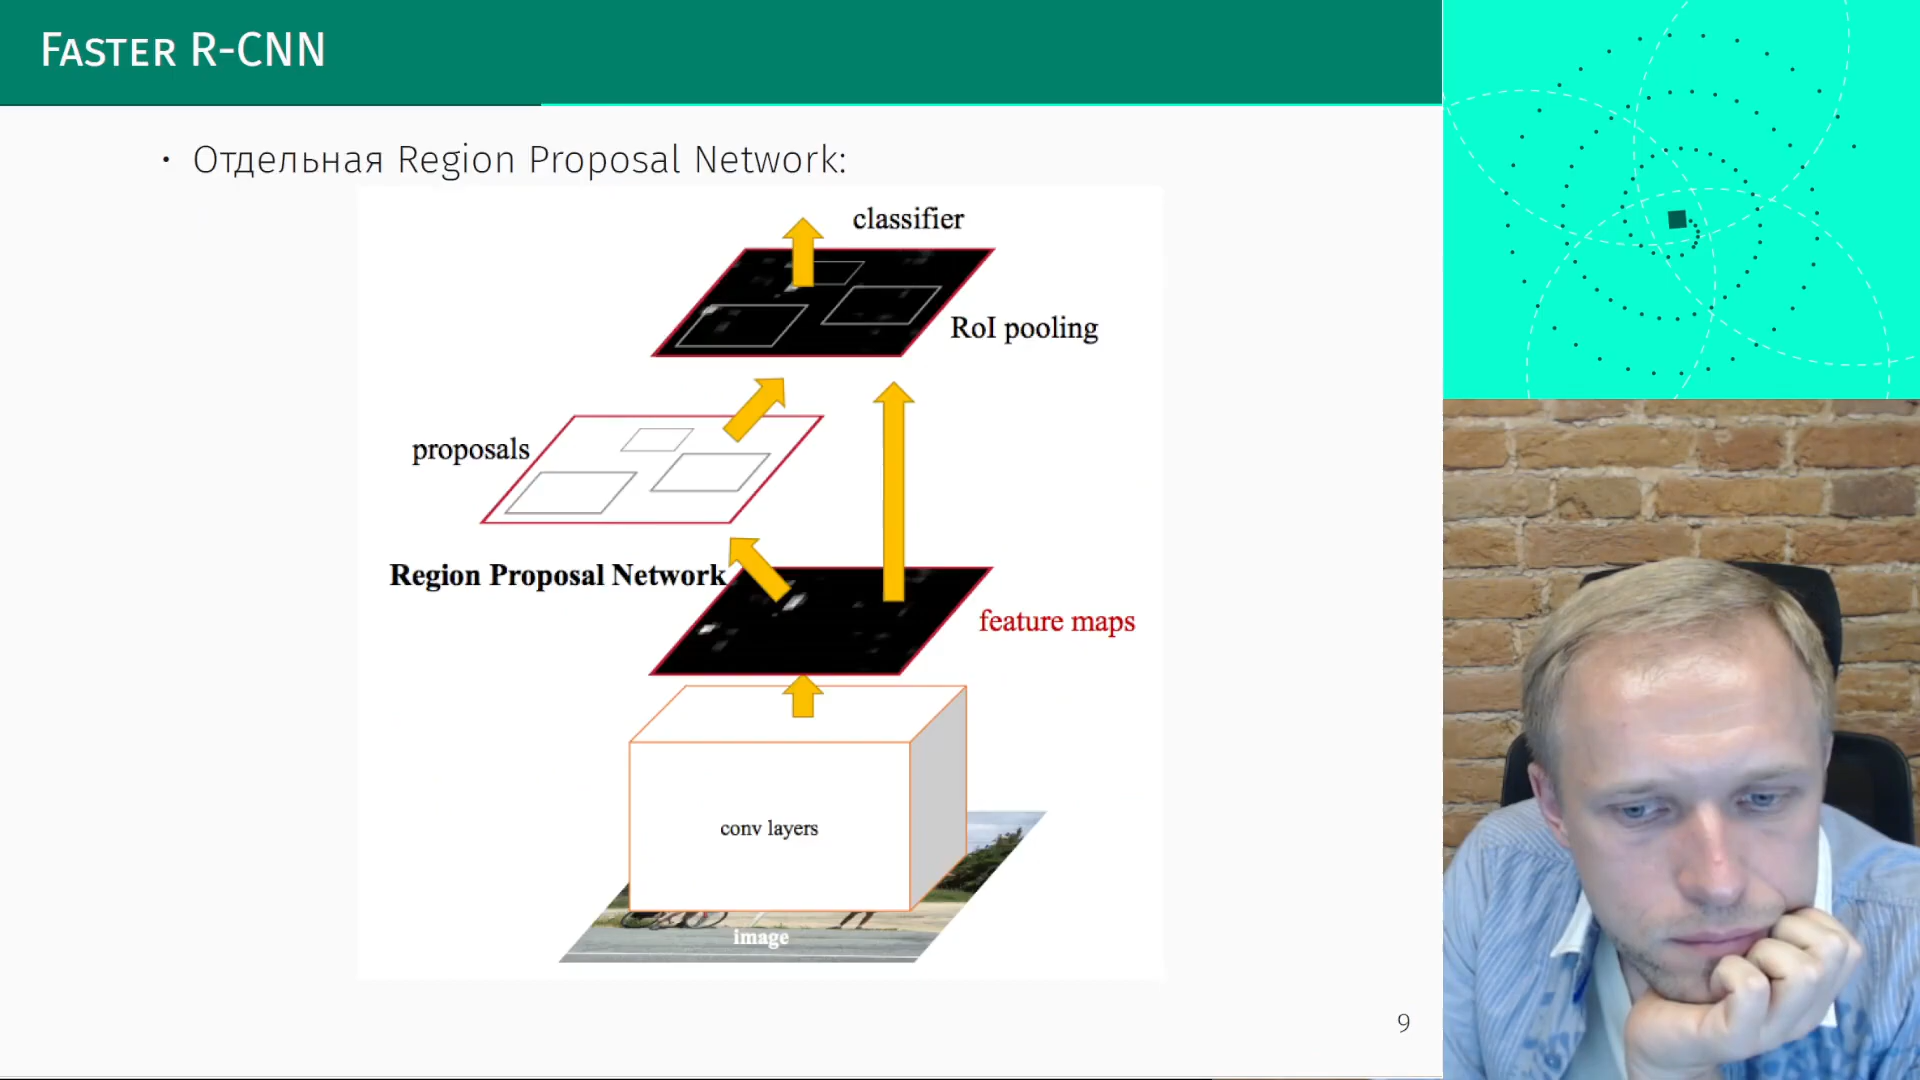 Faster R-CNN
• Отдельная Region Proposal Network:
classifier
RoI pooling
proposals
Region Proposal Network
feature maps
conv layers
image
9